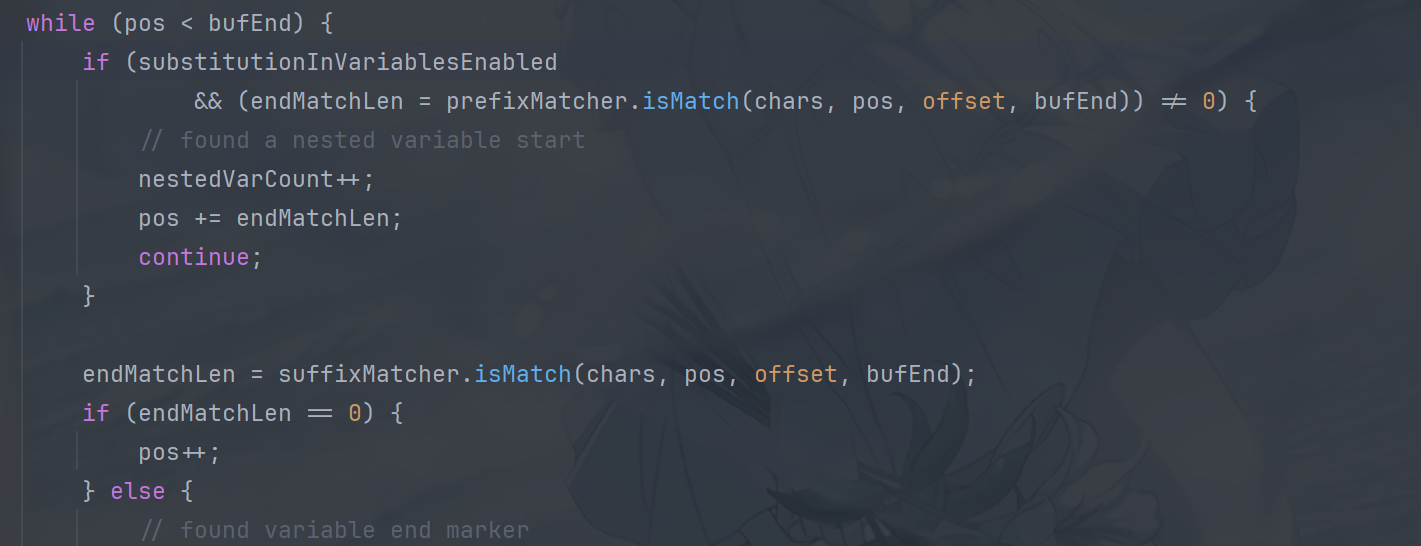 while (pos < bufEnd) {
if (substitutionInVariablesEnabled
&& (endMatchLen = prefixMatcher.isMatch(chars, pos, offset, bufEnd)) != 0) {
// found a nested variable start
nestedVarCount++;
pos += endMatchLen;
continue;
}
endMatchLen = suffixMatcher.isMatch(chars, pos, offset, bufEnd);
if (endMatchLen == 0) {
pos++;
} else {
// found variable end marker